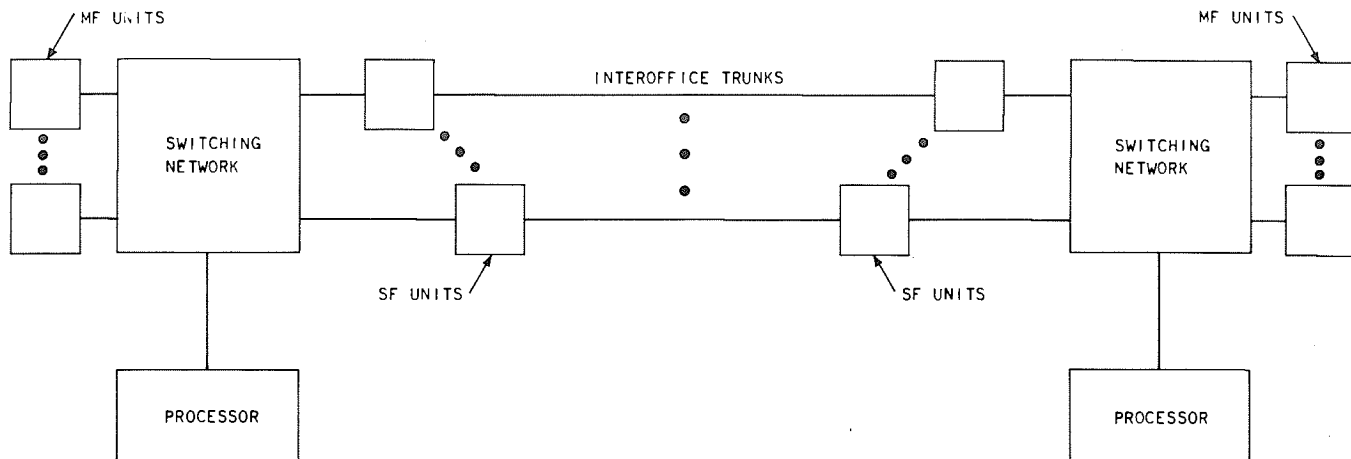 MF UNITS
MF UNITS
INTEROFFICE TRUNKS
SWITCHING
NETWORK
SWITCHING
NETWORK
SF UNITS
SF UNITS
PROCESSOR
PROCESSOR